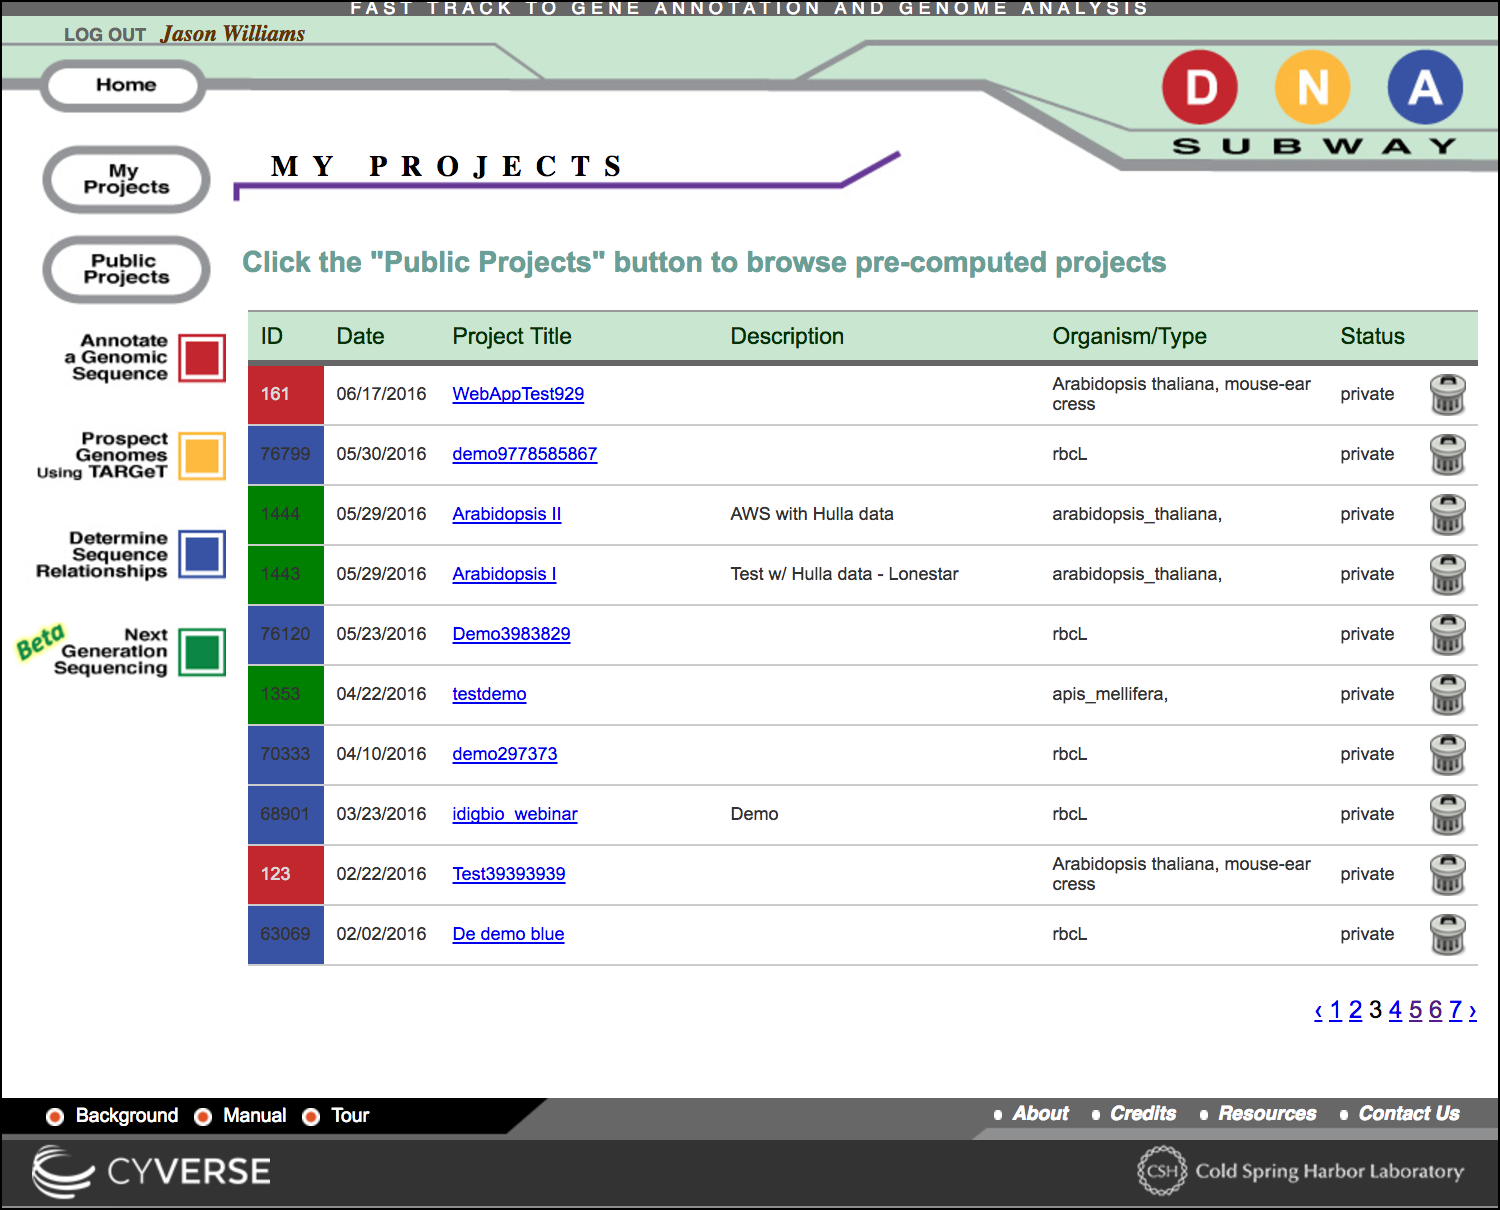 FAST TRACK TO GENE ANNOTATION AND GENOME ANALYSIS
LOG OUT Jason Williams
Home
D N A
SUBWAY
My
Projects
MY PROJECTS
Public
Projects
Click the "Public Projects" button to browse pre-computed projects
Annotate
a Genomic
Sequence
Prospect
Genomes
Using TARGeT
Determine
Sequence
Relationships
Beta
Next
Generation
Sequencing
ID Date Project Title Description Organism/Type Status
161 06/17/2016 WebAppTest929 Arabidopsis thaliana, mouse-ear
cress private
76799 05/30/2016 demo9778585867 rbcL private
1444 05/29/2016 Arabidopsis II AWS with Hulla data arabidopsis_thaliana, private
1443 05/29/2016 Arabidopsis I Test w/ Hulla data - Lonestar arabidopsis_thaliana, private
76120 05/23/2016 Demo3983829 rbcL private
1353 04/22/2016 testdemo apis_mellifera, private
70333 04/10/2016 demo297373 rbcL private
68901 03/23/2016 idigbio_webinar Demo rbcL private
123 02/22/2016 Test39393939 Arabidopsis thaliana, mouse-ear
cress private
63069 02/02/2016 De demo blue rbcL private
‹ 1 2 3 4 5 6 7 ›
Background Manual Tour
• About • Credits • Resources • Contact Us
CYVERSE
CSH Cold Spring Harbor Laboratory